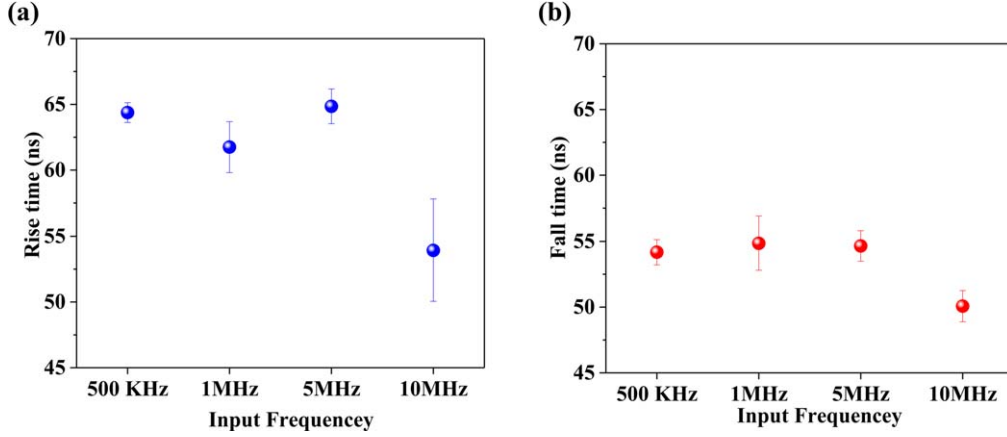 (a)
70
65
60
55
50
45
Rise time (ns)
500 KHz 1MHz 5MHz 10MHz
Input Frequencey
(b)
70
65
60
55
50
45
Fall time (ns)
500 KHz 1MHz 5MHz 10MHz
Input Frequencey